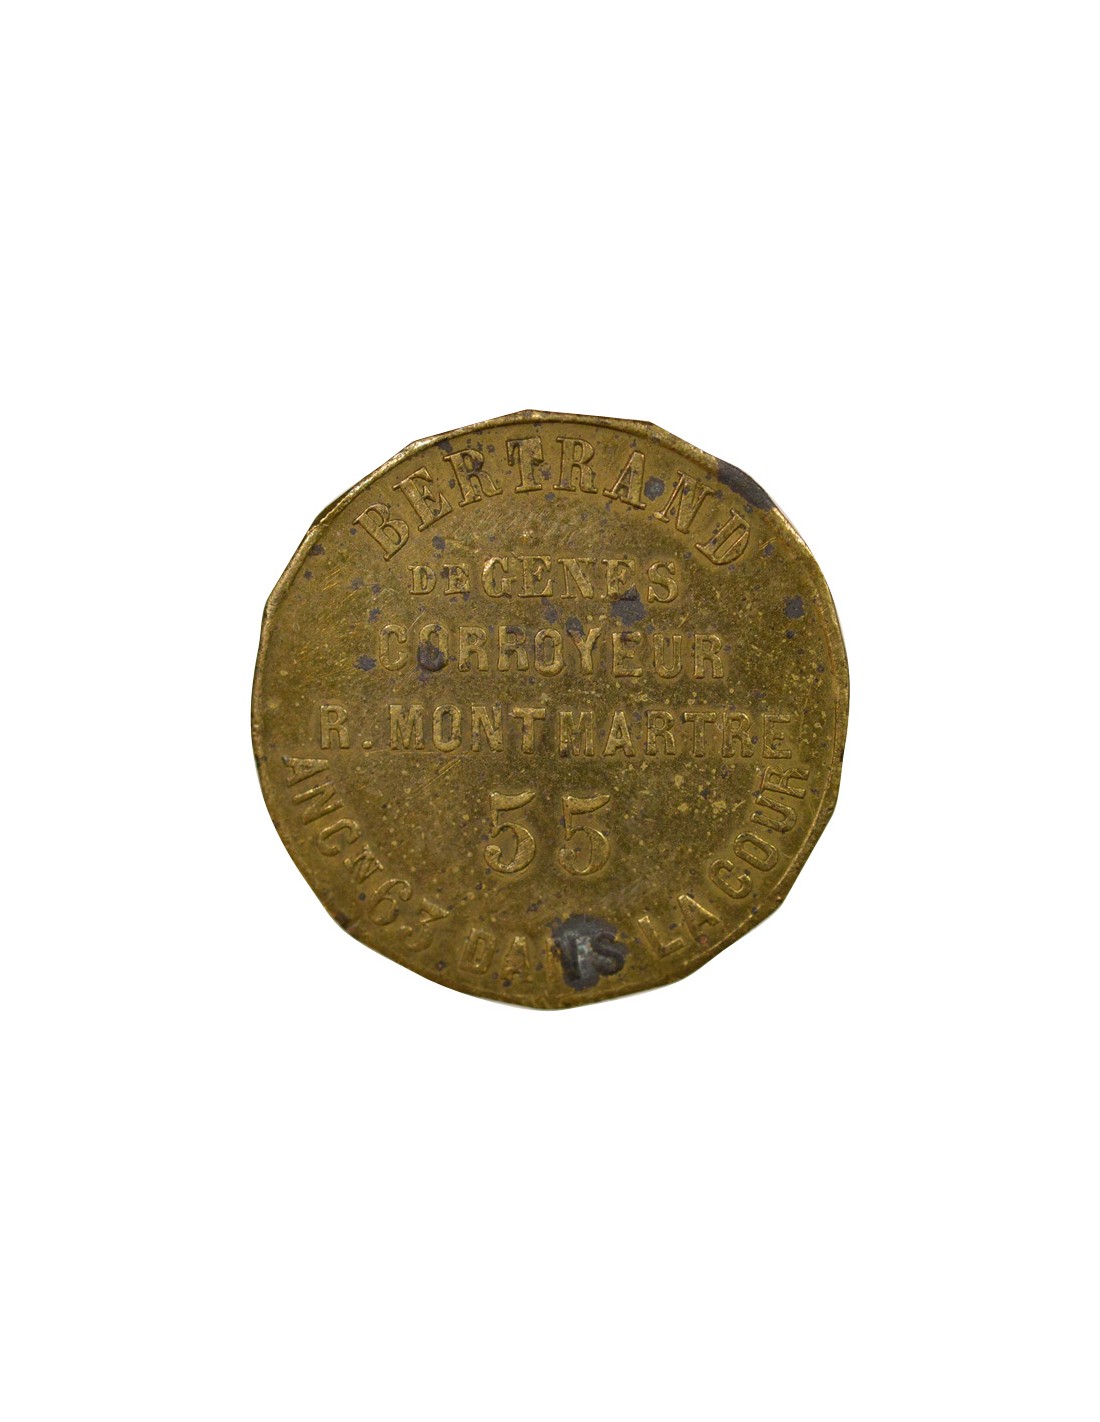 BERTRAND
DE GENES
CORROYEUR
R. MONTMARTRE
55
ANC N 63 DANS LA COUR